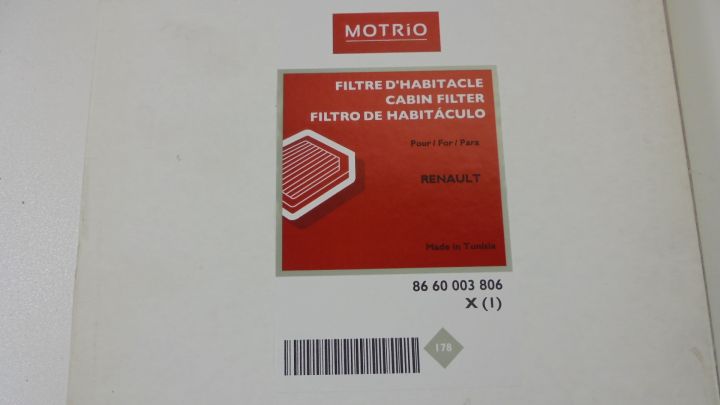 MOTRiO
FILTRE D'HABITACLE
CABIN FILTER
FILTRO DE HABITÁCULO
Pour / For / Para
RENAULT
Made in Tunisia
86 60 003 806
X (1)
178